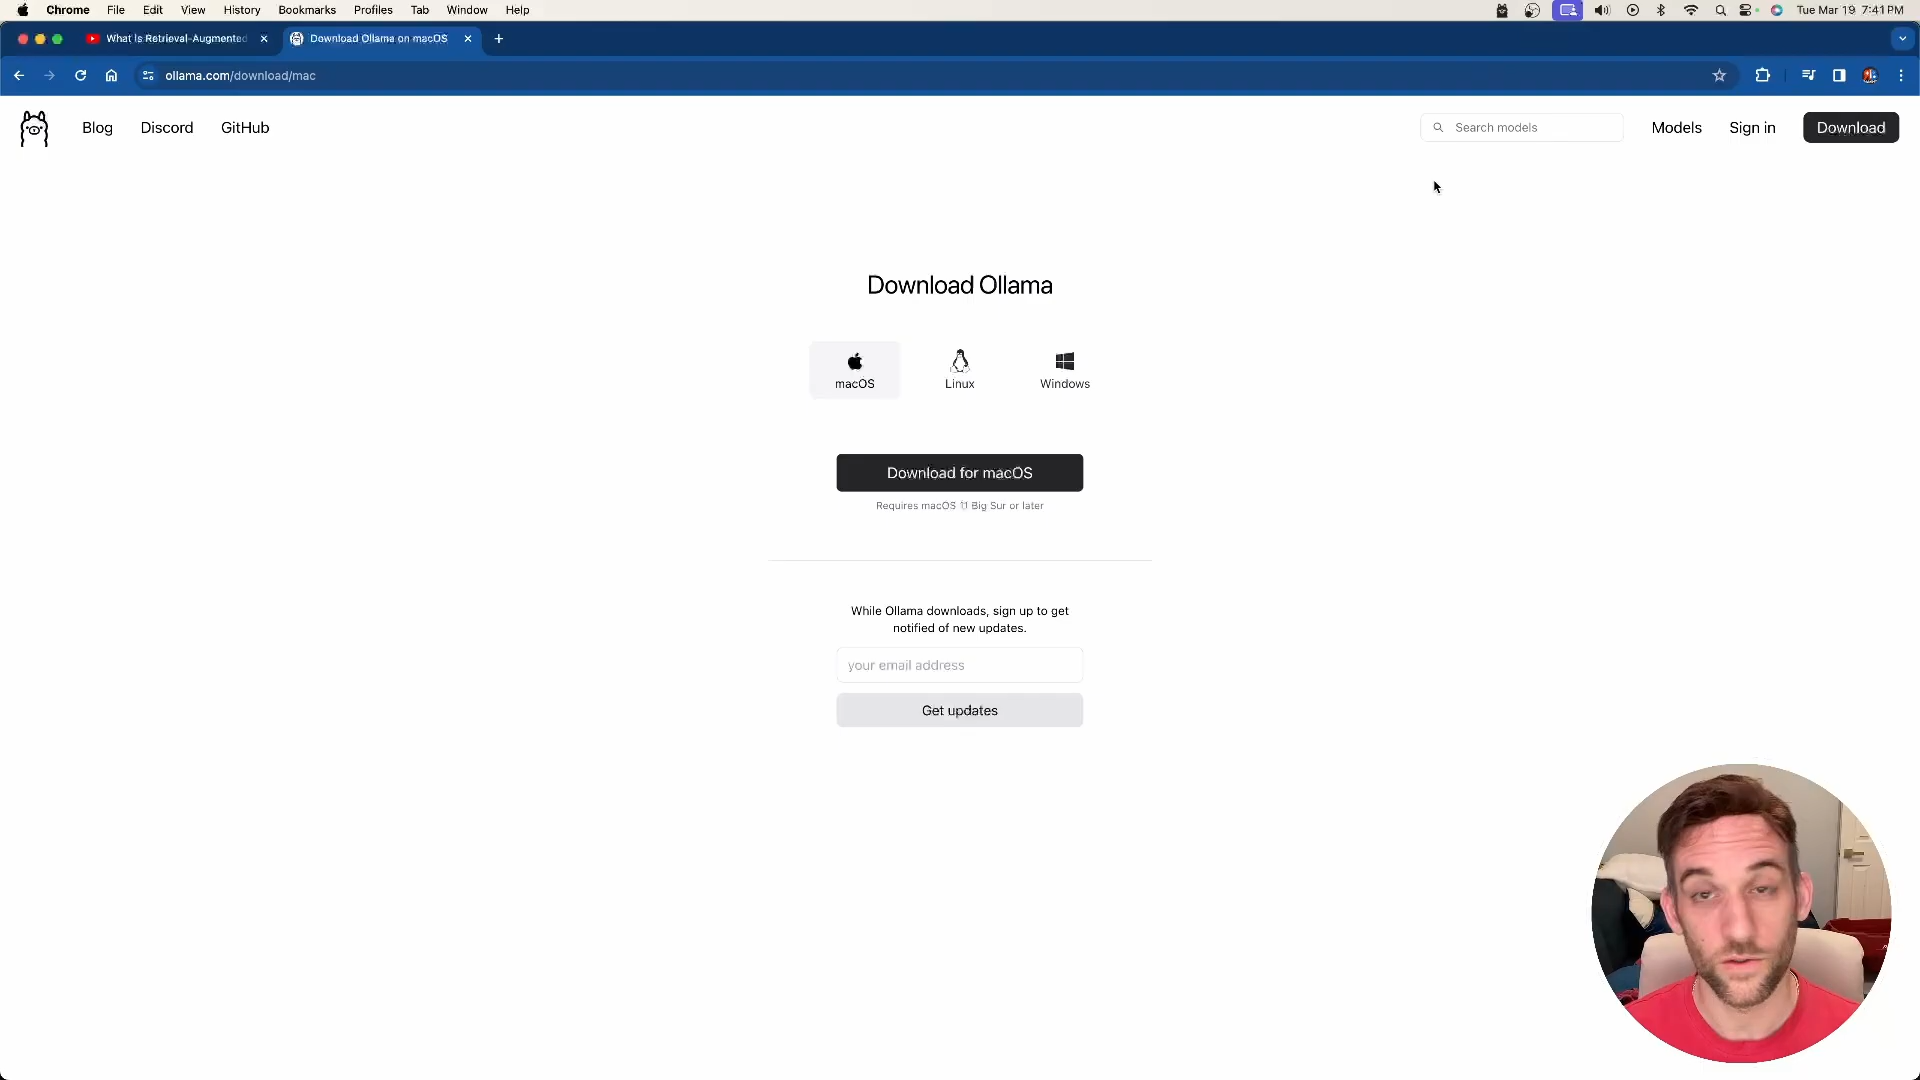 Chrome File Edit View History Bookmarks Profiles Tab Window Help Tue Mar 19 7:41 PM
What Is Retrieval-Augmented Download Ollama on macOS
ollama.com/download/mac
Blog Discord GitHub Search models Models Sign in Download
Download Ollama
macOS Linux Windows
Download for macOS
Requires macOS 11 Big Sur or later
While Ollama downloads, sign up to get
notified of new updates.
your email address
Get updates